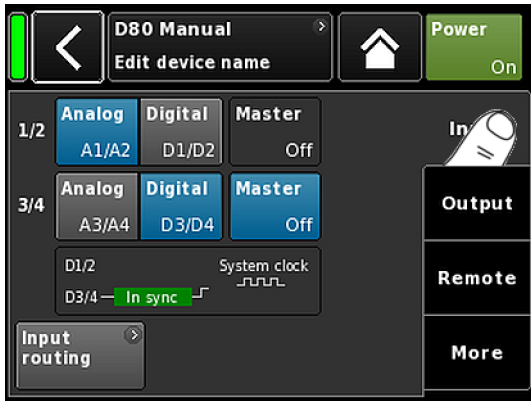 D80 Manual
Edit device name
Power
On
1/2
Analog
A1/A2
Digital
D1/D2
Master
Off
3/4
Analog
A3/A4
Digital
D3/D4
Master
Off
D1/2
System clock
D3/4
In sync
Input
routing
Output
Remote
More